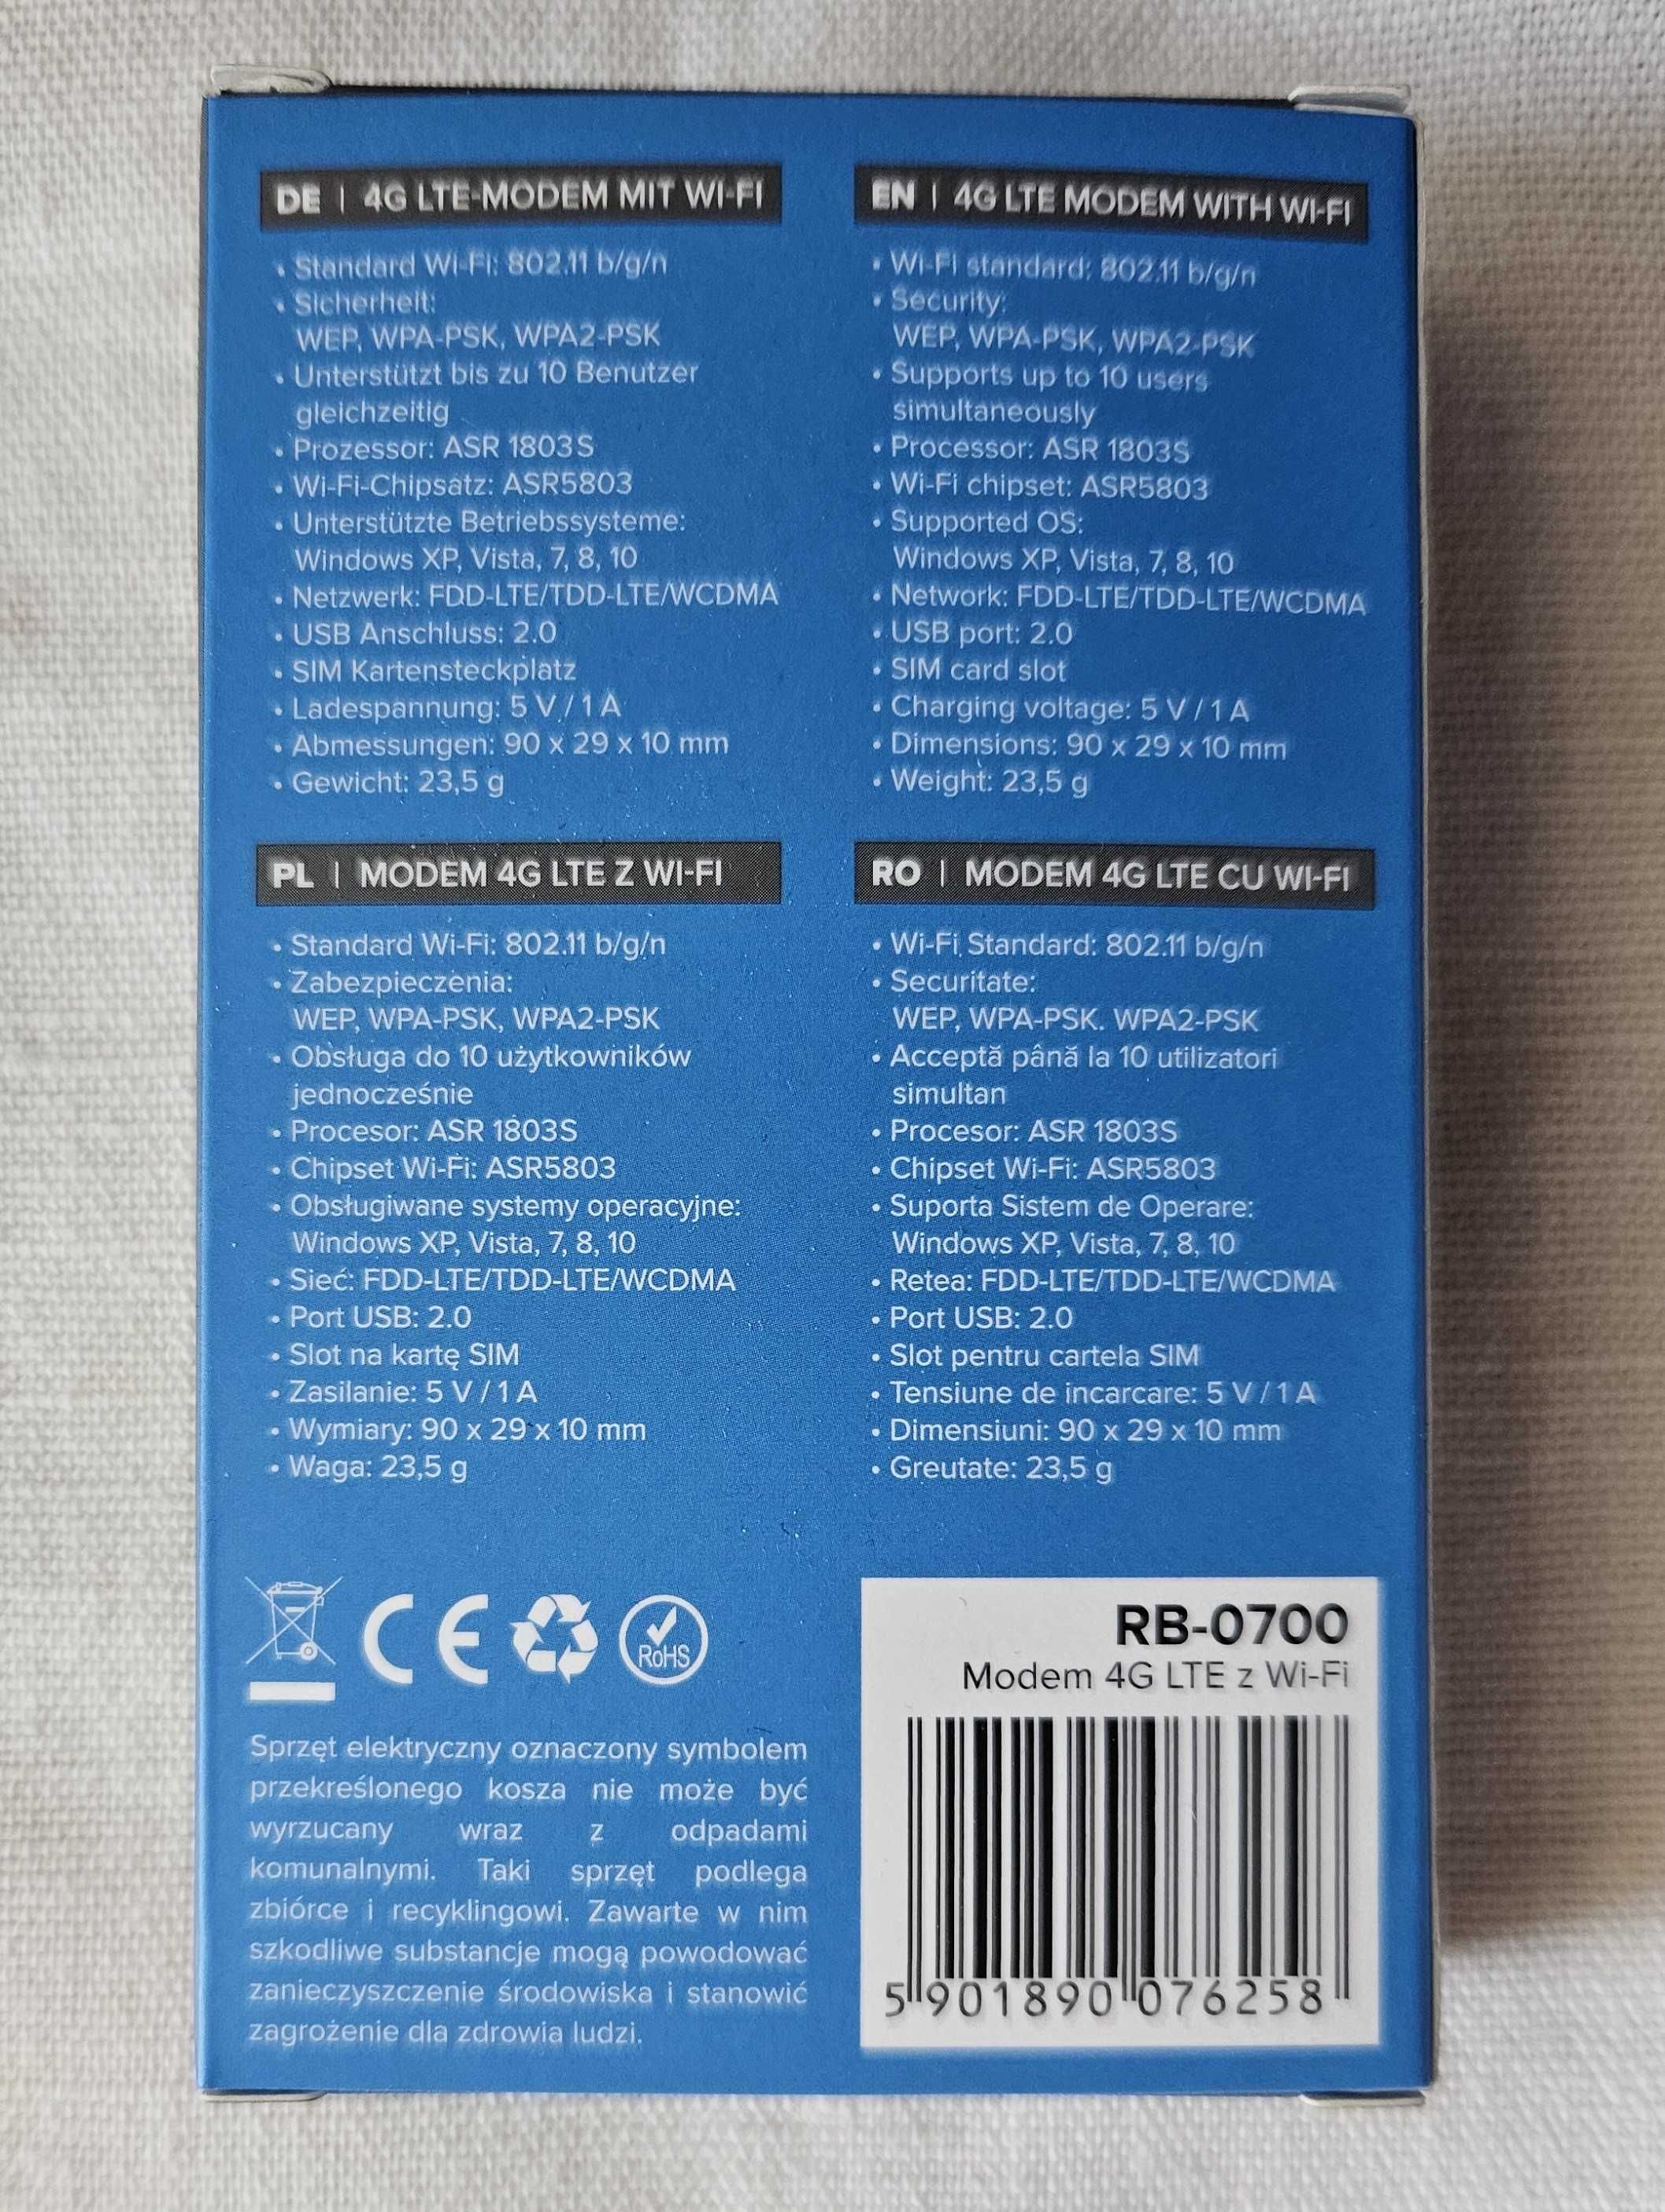 DE | 4G LTE-MODEM MIT WI-FI
• Standard Wi-Fi: 802.11 b/g/n
• Sicherheit:
WEP, WPA-PSK, WPA2-PSK
• Unterstützt bis zu 10 Benutzer
gleichzeitig
• Prozessor: ASR 1803S
• Wi-Fi-Chipsatz: ASR5803
• Unterstützte Betriebssysteme:
Windows XP, Vista, 7, 8, 10
• Netzwerk: FDD-LTE/TDD-LTE/WCDMA
• USB Anschluss: 2.0
• SIM Kartensteckplatz
• Ladespannung: 5 V / 1 A
• Abmessungen: 90 x 29 x 10 mm
• Gewicht: 23,5 g
EN | 4G LTE MODEM WITH WI-FI
• Wi-Fi standard: 802.11 b/g/n
• Security:
WEP, WPA-PSK, WPA2-PSK
• Supports up to 10 users
simultaneously
• Processor: ASR 1803S
• Wi-Fi chipset: ASR5803
• Supported OS:
Windows XP, Vista, 7, 8, 10
• Network: FDD-LTE/TDD-LTE/WCDMA
• USB port: 2.0
• SIM card slot
• Charging voltage: 5 V / 1 A
• Dimensions: 90 x 29 x 10 mm
• Weight: 23,5 g
PL | MODEM 4G LTE Z WI-FI
• Standard Wi-Fi: 802.11 b/g/n
• Zabezpieczenia:
WEP, WPA-PSK, WPA2-PSK
• Obsługa do 10 użytkowników
jednocześnie
• Procesor: ASR 1803S
• Chipset Wi-Fi: ASR5803
• Obsługiwane systemy operacyjne:
Windows XP, Vista, 7, 8, 10
• Sieć: FDD-LTE/TDD-LTE/WCDMA
• Port USB: 2.0
• Slot na kartę SIM
• Zasilanie: 5 V / 1 A
• Wymiary: 90 x 29 x 10 mm
• Waga: 23,5 g
RO | MODEM 4G LTE CU WI-FI
• Wi-Fi Standard: 802.11 b/g/n
• Securitate:
WEP, WPA-PSK. WPA2-PSK
• Acceptă până la 10 utilizatori
simultan
• Procesor: ASR 1803S
• Chipset Wi-Fi: ASR5803
• Suporta Sistem de Operare:
Windows XP, Vista, 7, 8, 10
• Retea: FDD-LTE/TDD-LTE/WCDMA
• Port USB: 2.0
• Slot pentru cartela SIM
• Tensiune de incarcare: 5 V / 1 A
• Dimensiuni: 90 x 29 x 10 mm
• Greutate: 23,5 g
CE
RoHS
Sprzęt elektryczny oznaczony symbolem
przekreślonego kosza nie może być
wyrzucany wraz z odpadami
komunalnymi. Taki sprzęt podlega
zbiórce i recyklingowi. Zawarte w nim
szkodliwe substancje mogą powodować
zanieczyszczenie środowiska i stanowić
zagrożenie dla zdrowia ludzi.
RB-0700
Modem 4G LTE z Wi-Fi
5 901890 076258